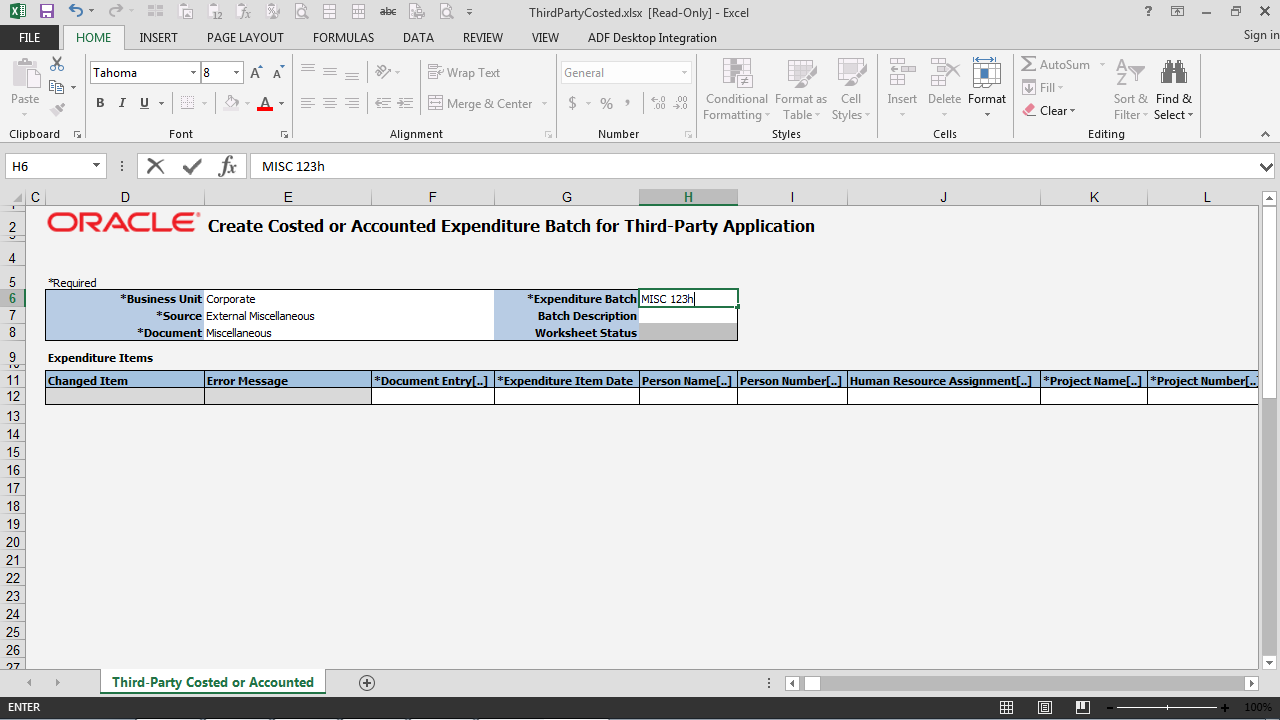 ThirdPartyCosted.xlsx [Read-Only] - Excel
FILE HOME INSERT PAGE LAYOUT FORMULAS DATA REVIEW VIEW ADF Desktop Integration Sign in
Tahoma 8 Wrap Text General AutoSum
Paste Conditional Formatting Format as Table Cell Styles Insert Delete Format Fill Sort & Filter Find & Select
B I U Merge & Center $ % , Clear
Clipboard Font Alignment Number Styles Cells Editing
H6 fx MISC 123h
C D E F G H I J K L
2 ORACLE Create Costed or Accounted Expenditure Batch for Third-Party Application
4
5 *Required
6 *Business Unit Corporate *Expenditure Batch MISC 123h
7 *Source External Miscellaneous Batch Description
8 *Document Miscellaneous Worksheet Status
9 Expenditure Items
10
11 Changed Item Error Message *Document Entry[..] *Expenditure Item Date Person Name[..] Person Number[..] Human Resource Assignment[..] *Project Name[..] *Project Number[..]
12
13
14
15
16
17
18
19
20
21
22
23
24
25
26
27
Third-Party Costed or Accounted
ENTER 100%